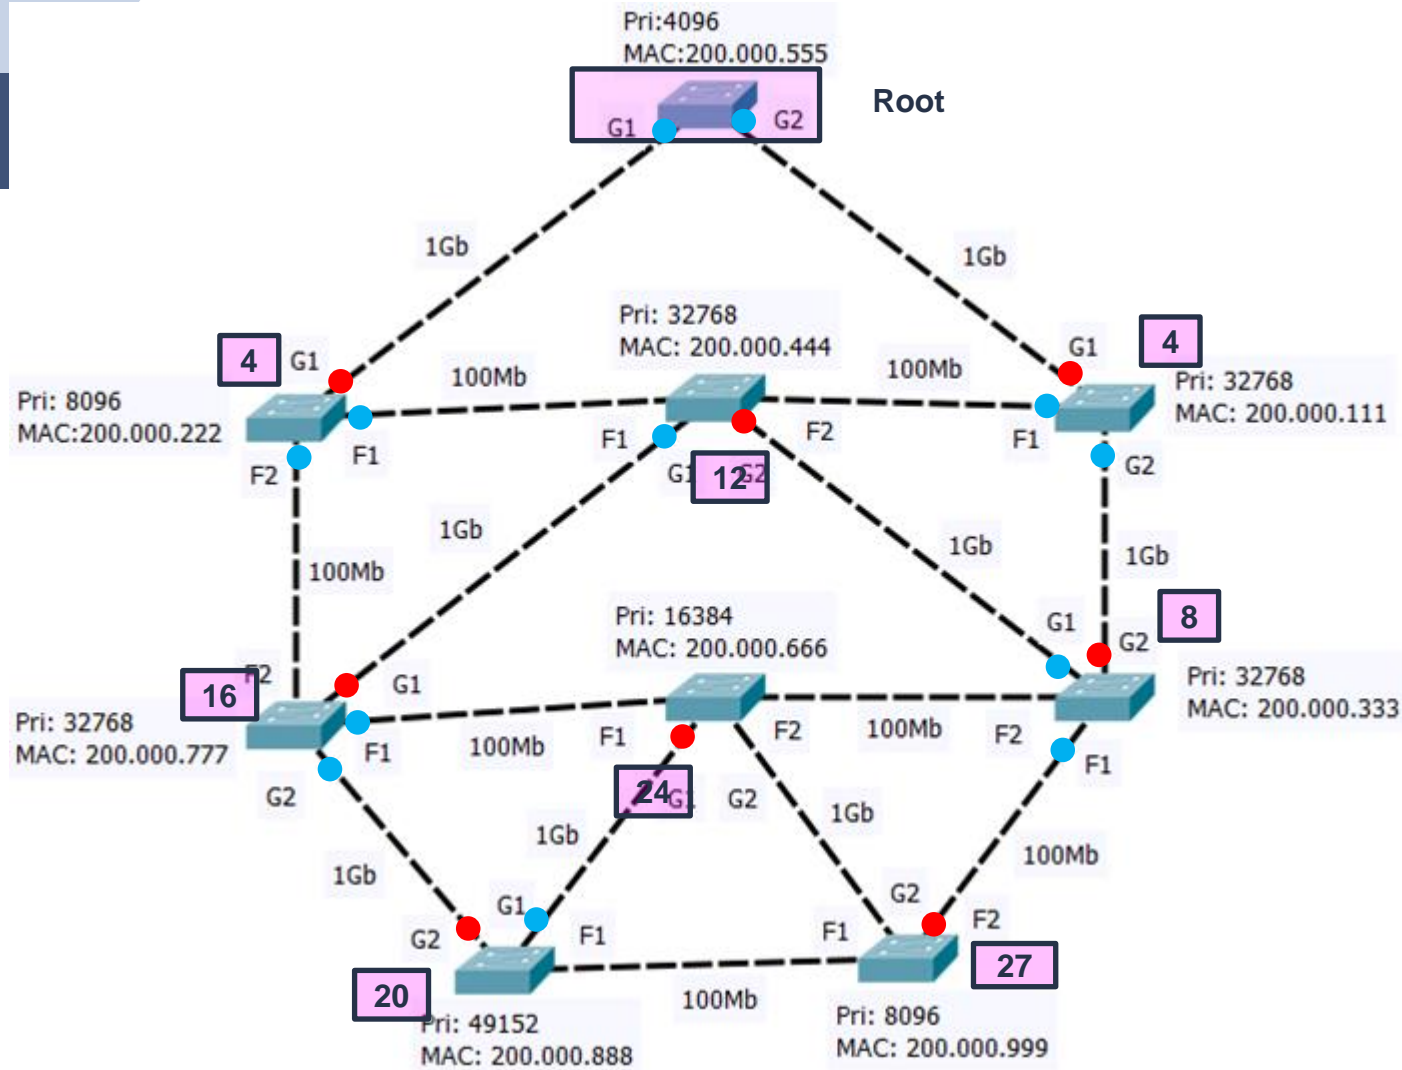 Pri:4096
MAC:200.000.555
Root
G1
G2
1Gb
1Gb
Pri: 32768
MAC: 200.000.444
4
G1
100Mb
100Mb
G1
4
Pri: 8096
MAC:200.000.222
Pri: 32768
MAC: 200.000.111
F1
F2
F1
F2
F1
G2
G1
12
G2
1Gb
1Gb
100Mb
1Gb
Pri: 16384
MAC: 200.000.666
8
G1
G2
F2
16
G1
Pri: 32768
MAC: 200.000.333
Pri: 32768
MAC: 200.000.777
F1
100Mb
F1
F2
100Mb
F2
F1
G2
24
G1
G2
1Gb
1Gb
100Mb
1Gb
G1
G2
G2
F1
F1
F2
20
27
100Mb
Pri: 49152
MAC: 200.000.888
Pri: 8096
MAC: 200.000.999